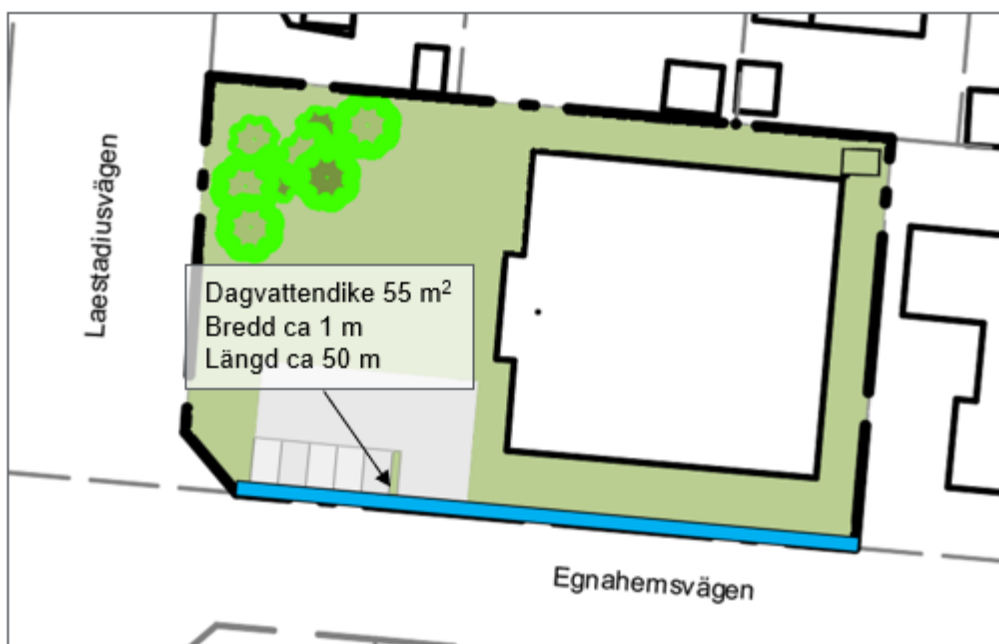 Laestadiusvägen
Dagvattendike 55 m²
Bredd ca 1 m
Längd ca 50 m
Egnahemsvägen